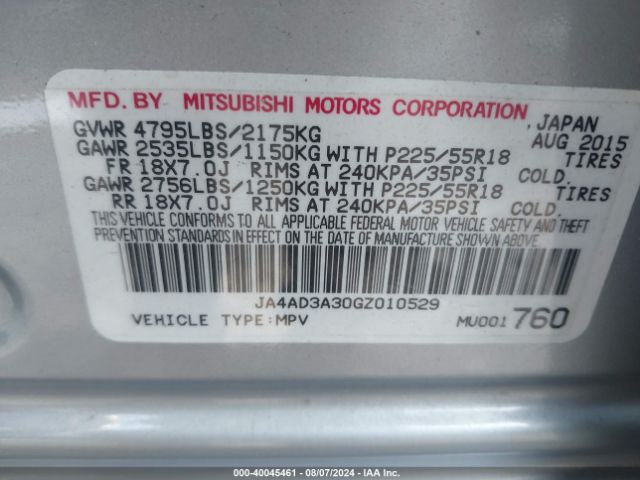 MFD. BY MITSUBISHI MOTORS CORPORATION, JAPAN
GVWR 4795LBS/2175KG AUG 2015
GAWR 2535LBS/1150KG WITH P225/55R18 TIRES
FR 18X7.0J RIMS AT 240KPA/35PSI COLD.
GAWR 2756LBS/1250KG WITH P225/55R18 TIRES
RR 18X7.0J RIMS AT 240KPA/35PSI COLD.
THIS VEHICLE CONFORMS TO ALL APPLICABLE FEDERAL MOTOR VEHICLE SAFETY AND THEFT
PREVENTION STANDARDS IN EFFECT ON THE DATE OF MANUFACTURE SHOWN ABOVE.
JA4AD3A30GZ010529
VEHICLE TYPE:MPV MU001760
000-40045461 - 08/07/2024 - IAA Inc.